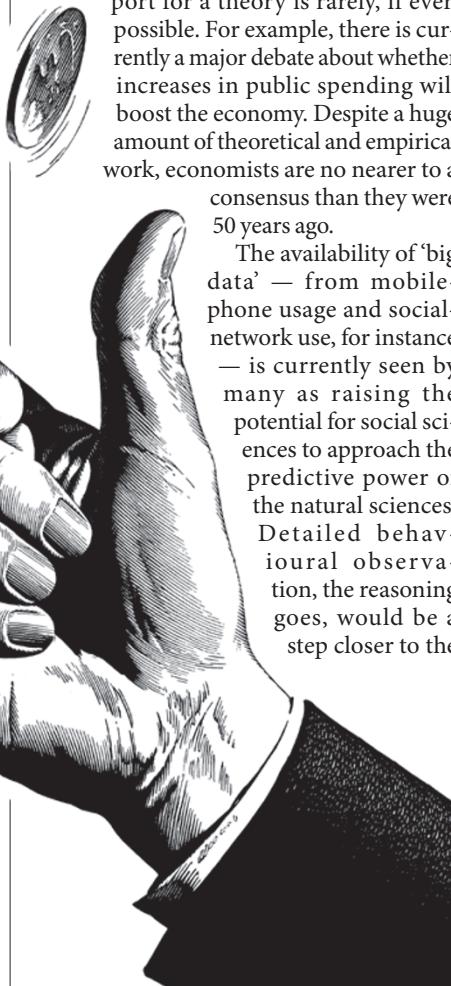 port for a theory is rarely, if ever
possible. For example, there is cur-
rently a major debate about whether
increases in public spending wil
boost the economy. Despite a huge
amount of theoretical and empirica
work, economists are no nearer to a
consensus than they were
50 years ago.
The availability of ‘big
data’ — from mobile-
phone usage and social-
network use, for instance
— is currently seen by
many as raising the
potential for social sci-
ences to approach the
predictive power o
the natural sciences
Detailed behav-
ioural observa-
tion, the reasoning
goes, would be a
step closer to the